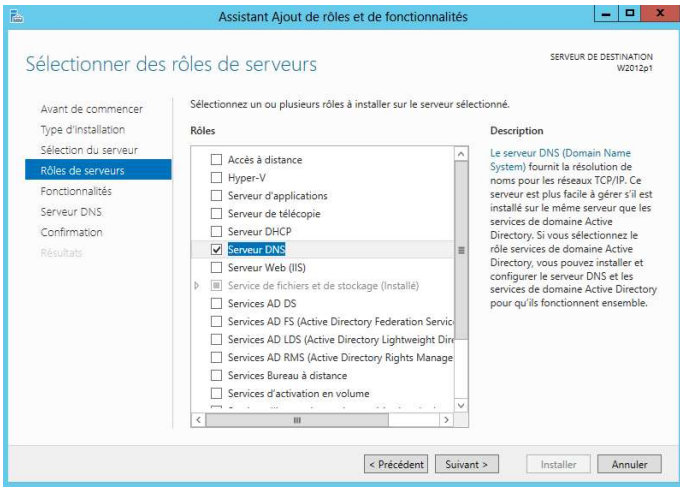 Assistant Ajout de rôles et de fonctionnalités
Sélectionner des rôles de serveurs
SERVEUR DE DESTINATION
W2012p1
Avant de commencer
Type d'installation
Sélection du serveur
Rôles de serveurs
Fonctionnalités
Serveur DNS
Confirmation
Résultats
Sélectionnez un ou plusieurs rôles à installer sur le serveur sélectionné.
Rôles
Accès à distance
Hyper-V
Serveur d'applications
Serveur de télécopie
Serveur DHCP
Serveur DNS
Serveur Web (IIS)
Service de fichiers et de stockage (Installé)
Services AD DS
Services AD FS (Active Directory Federation Servic
Services AD LDS (Active Directory Lightweight Dire
Services AD RMS (Active Directory Rights Manage
Services Bureau à distance
Services d'activation en volume
Description
Le serveur DNS (Domain Name
System) fournit la résolution de
noms pour les réseaux TCP/IP. Ce
serveur est plus facile à gérer s'il est
installé sur le même serveur que les
services de domaine Active
Directory. Si vous sélectionnez le
rôle services de domaine Active
Directory, vous pouvez installer et
configurer le serveur DNS et les
services de domaine Active Directory
pour qu'ils fonctionnent ensemble.
< Précédent
Suivant >
Installer
Annuler